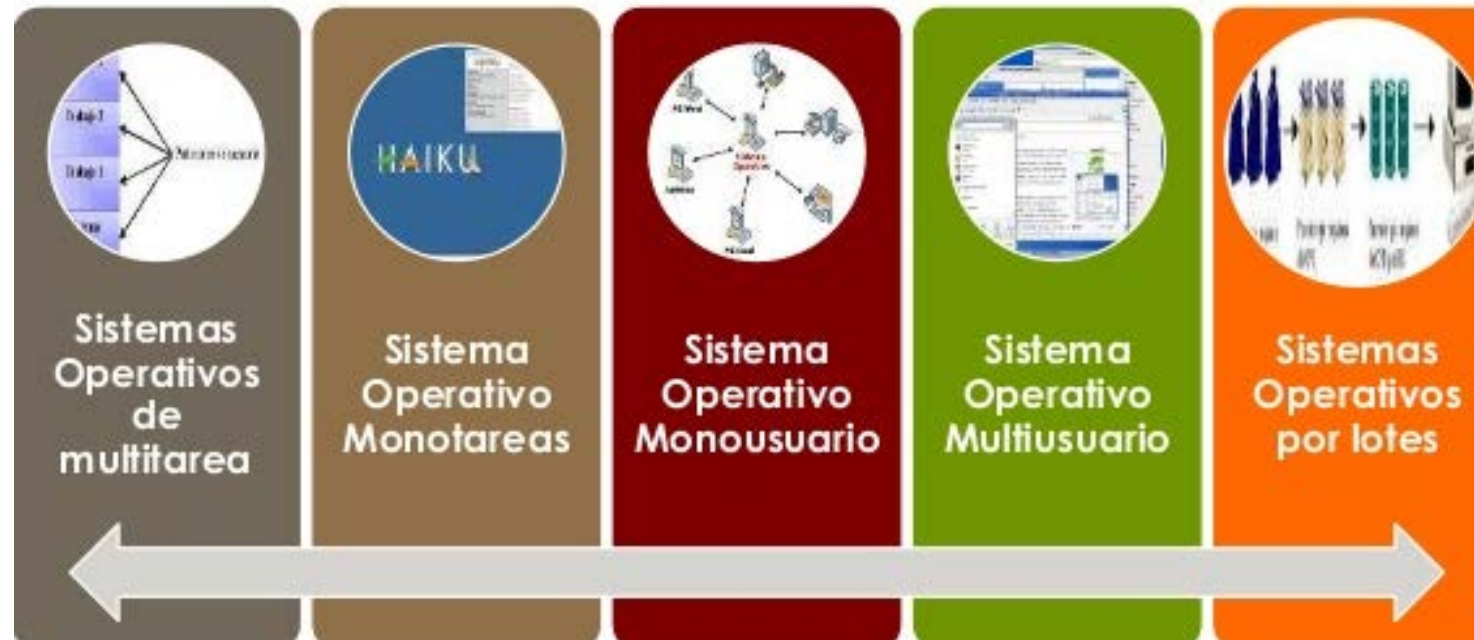 Sistemas
Operativos
de
multitarea
Sistema
Operativo
Monotareas
Sistema
Operativo
Monousuario
Sistema
Operativo
Multiusuario
Sistemas
Operativos
por lotes
HAIKU